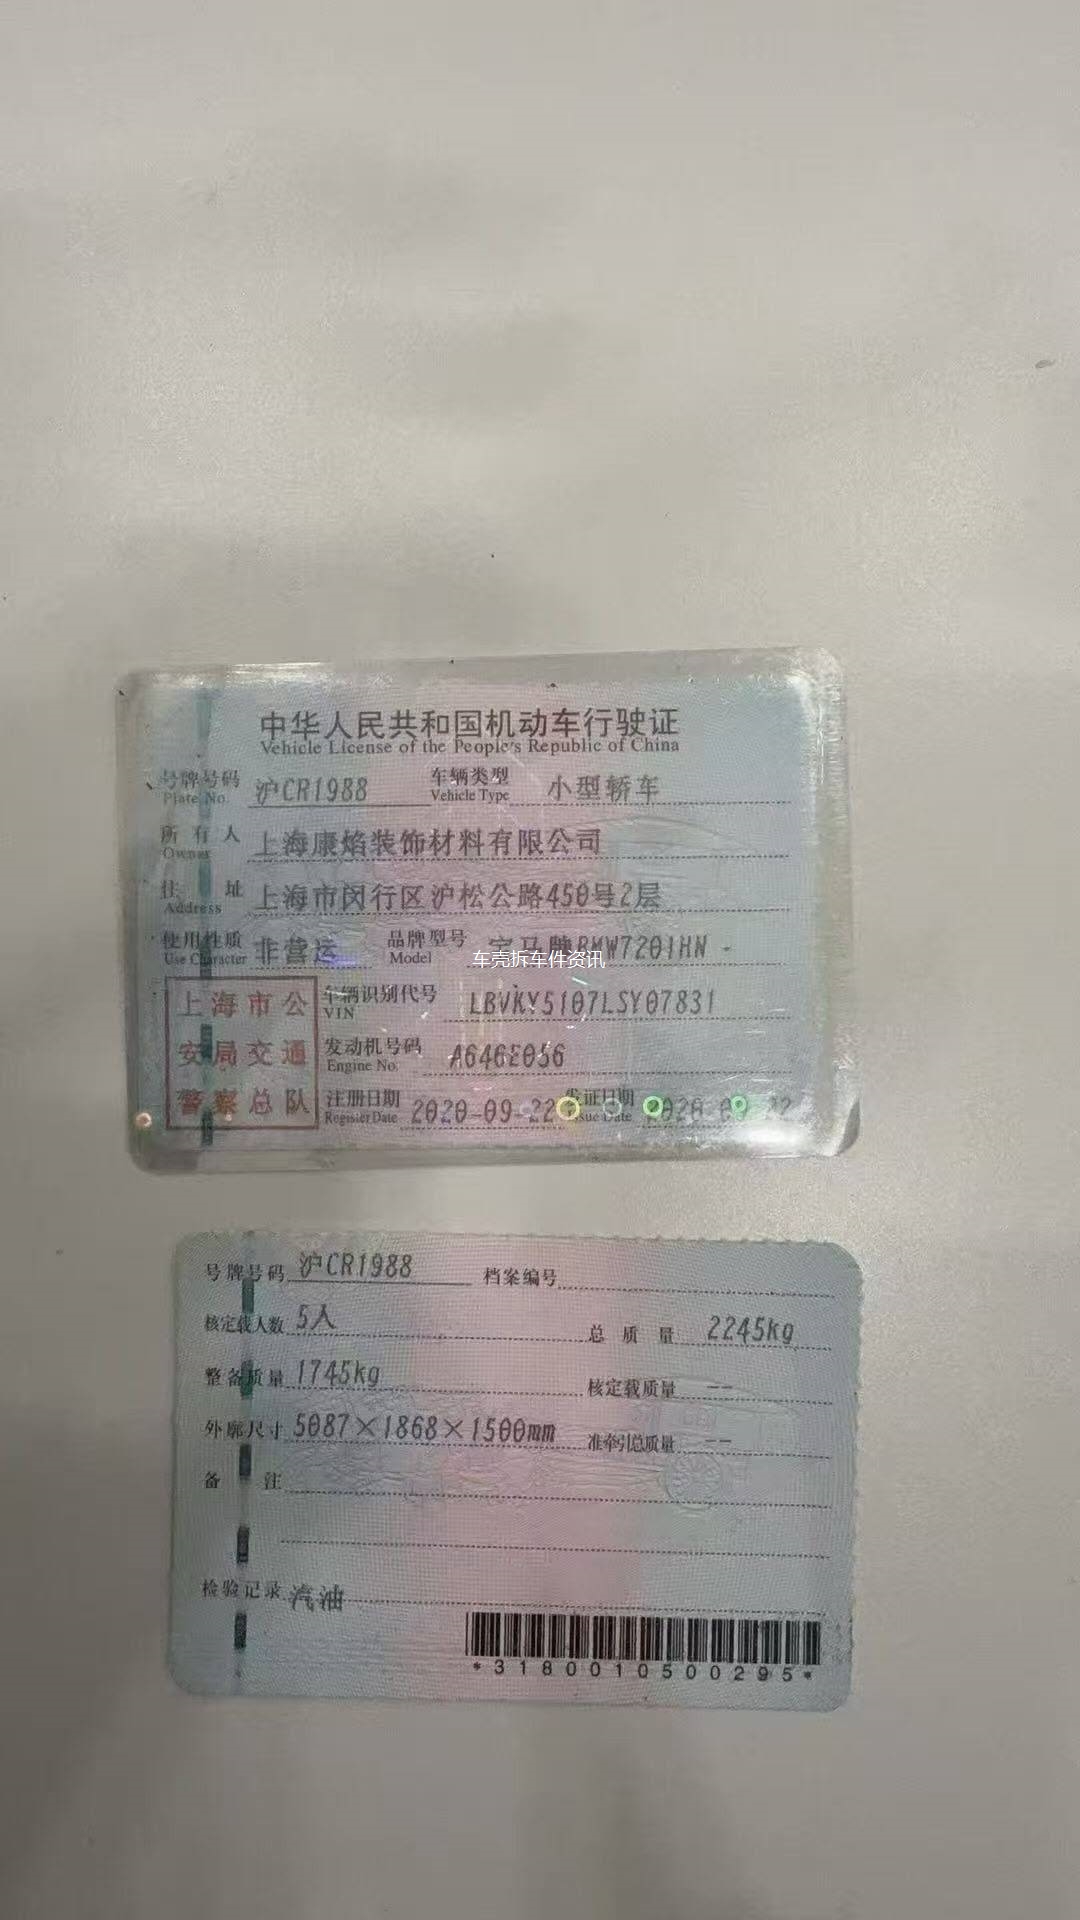 中华人民共和国机动车行驶证
Vehicle License of the People's Republic of China
号牌号码 沪CR1988 车辆类型 小型轿车
Plate No. Vehicle Type
所有人 上海康焰装饰材料有限公司
Owner
住址 上海市闵行区沪松公路450号2层
Address
使用性质 非营运 品牌型号 宝马牌BMW7201HN -
Use Character Model
车壳拆车件资讯
上海市公
安局交通
警察总队
车辆识别代号 LBVKY5107LSY07831
VIN
发动机号码 A646E056
Engine No.
注册日期 2020-09-22 发证日期 2020-09-22
Register Date Issue Date
号牌号码 沪CR1988 档案编号
核定载人数 5人 总质量 2245kg
整备质量 1745kg 核定载质量 --
外廓尺寸 5087×1868×1500mm 准牵引总质量 --
备注
检验记录 汽油
*3180010500295*